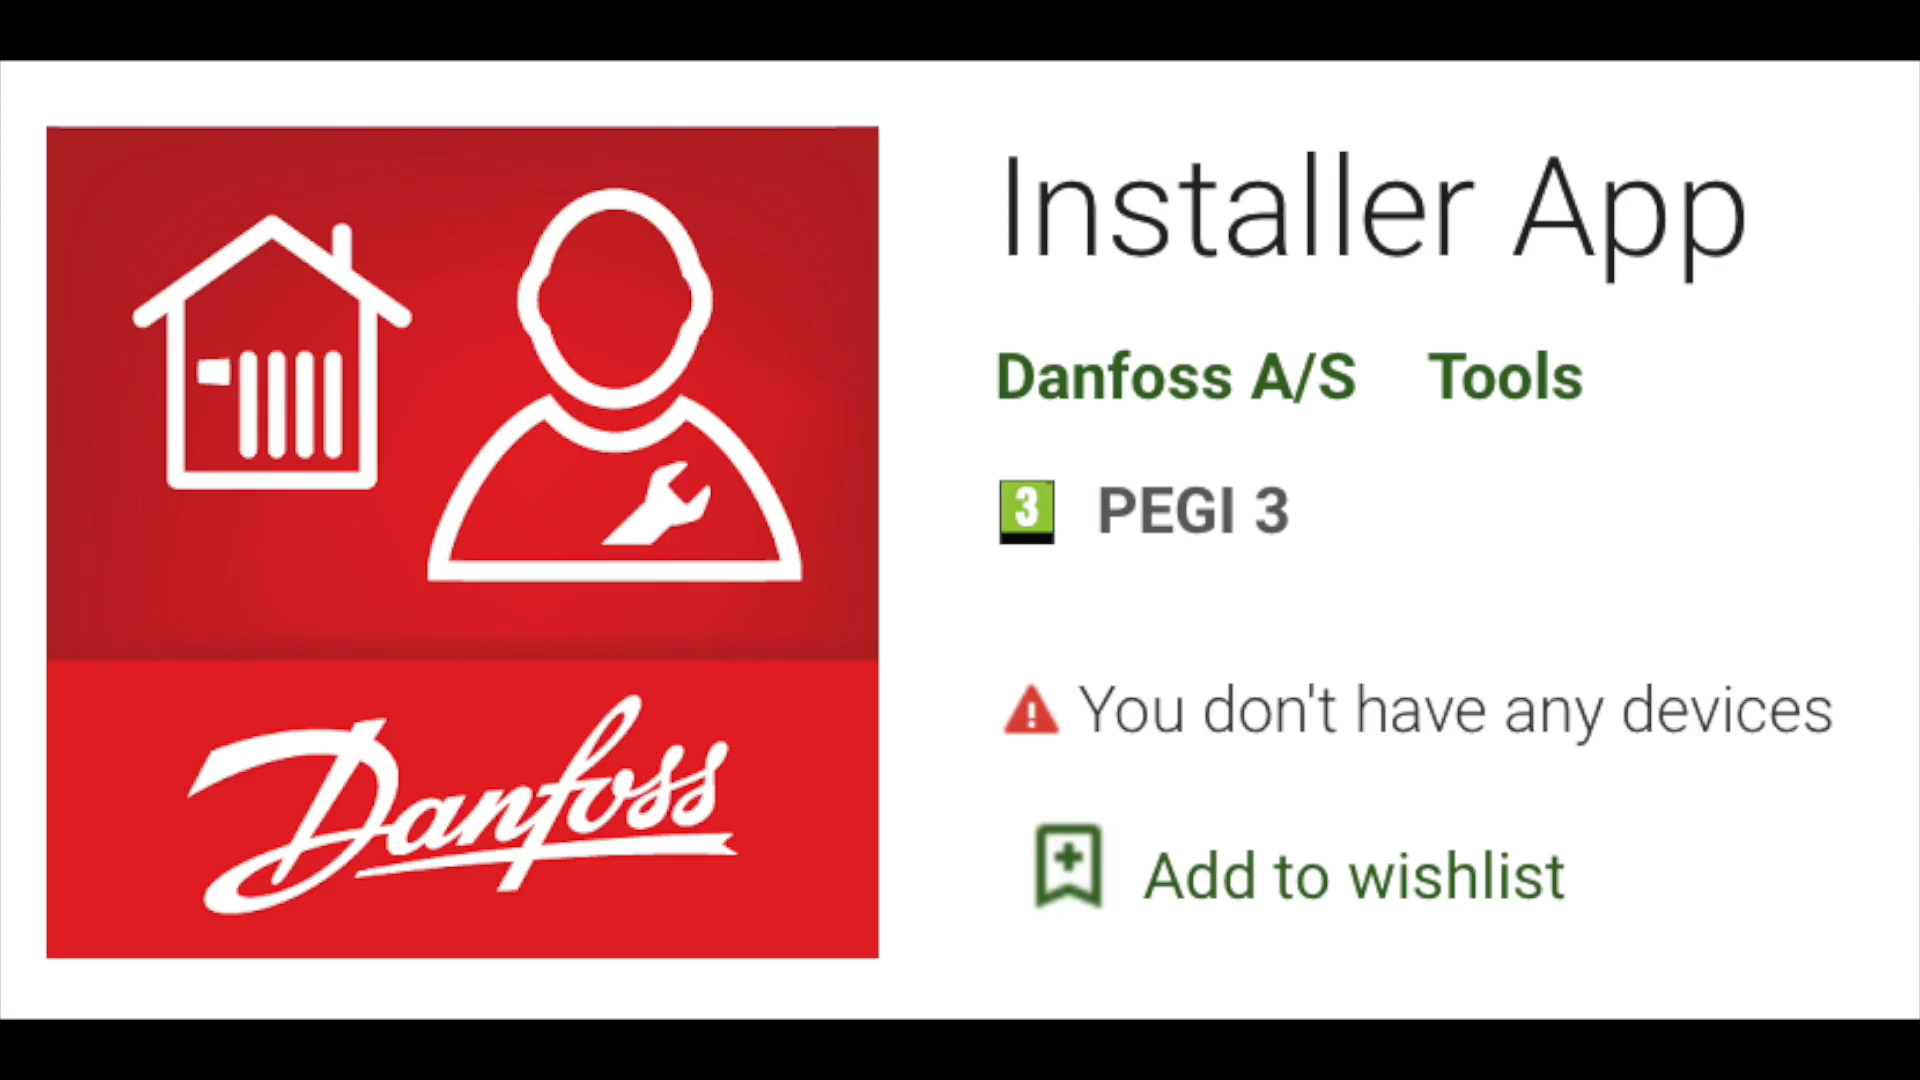 Installer App
Danfoss A/S Tools
3 PEGI 3
You don't have any devices
Add to wishlist
Danfoss